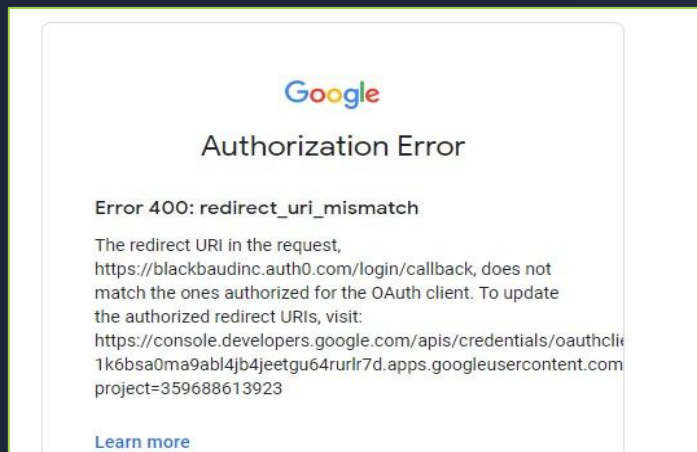 Google
Authorization Error
Error 400: redirect_uri_mismatch
The redirect URI in the request,
https://blackbaudinc.auth0.com/login/callback, does not
match the ones authorized for the OAuth client. To update
the authorized redirect URIs, visit:
https://console.developers.google.com/apis/credentials/oauthclie
1k6bsa0ma9abl4jb4jeetgu64rurlr7d.apps.googleusercontent.com
project=359688613923
Learn more